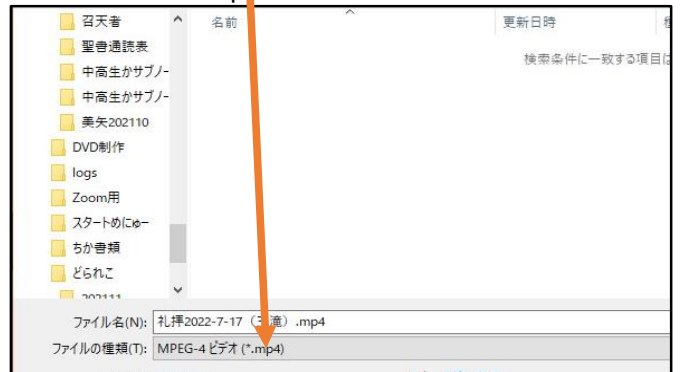 召天者
名前
更新日時
聖書通読表
検索条件に一致する項目は
中高生かサブノー
中高生かサブノー
美矢202110
DVD制作
logs
Zoom用
スタートめにゅー
ちか書類
どられこ
202111
ファイル名(N): 礼拝2022-7-17（三滝）.mp4
ファイルの種類(T): MPEG-4 ビデオ (*.mp4)